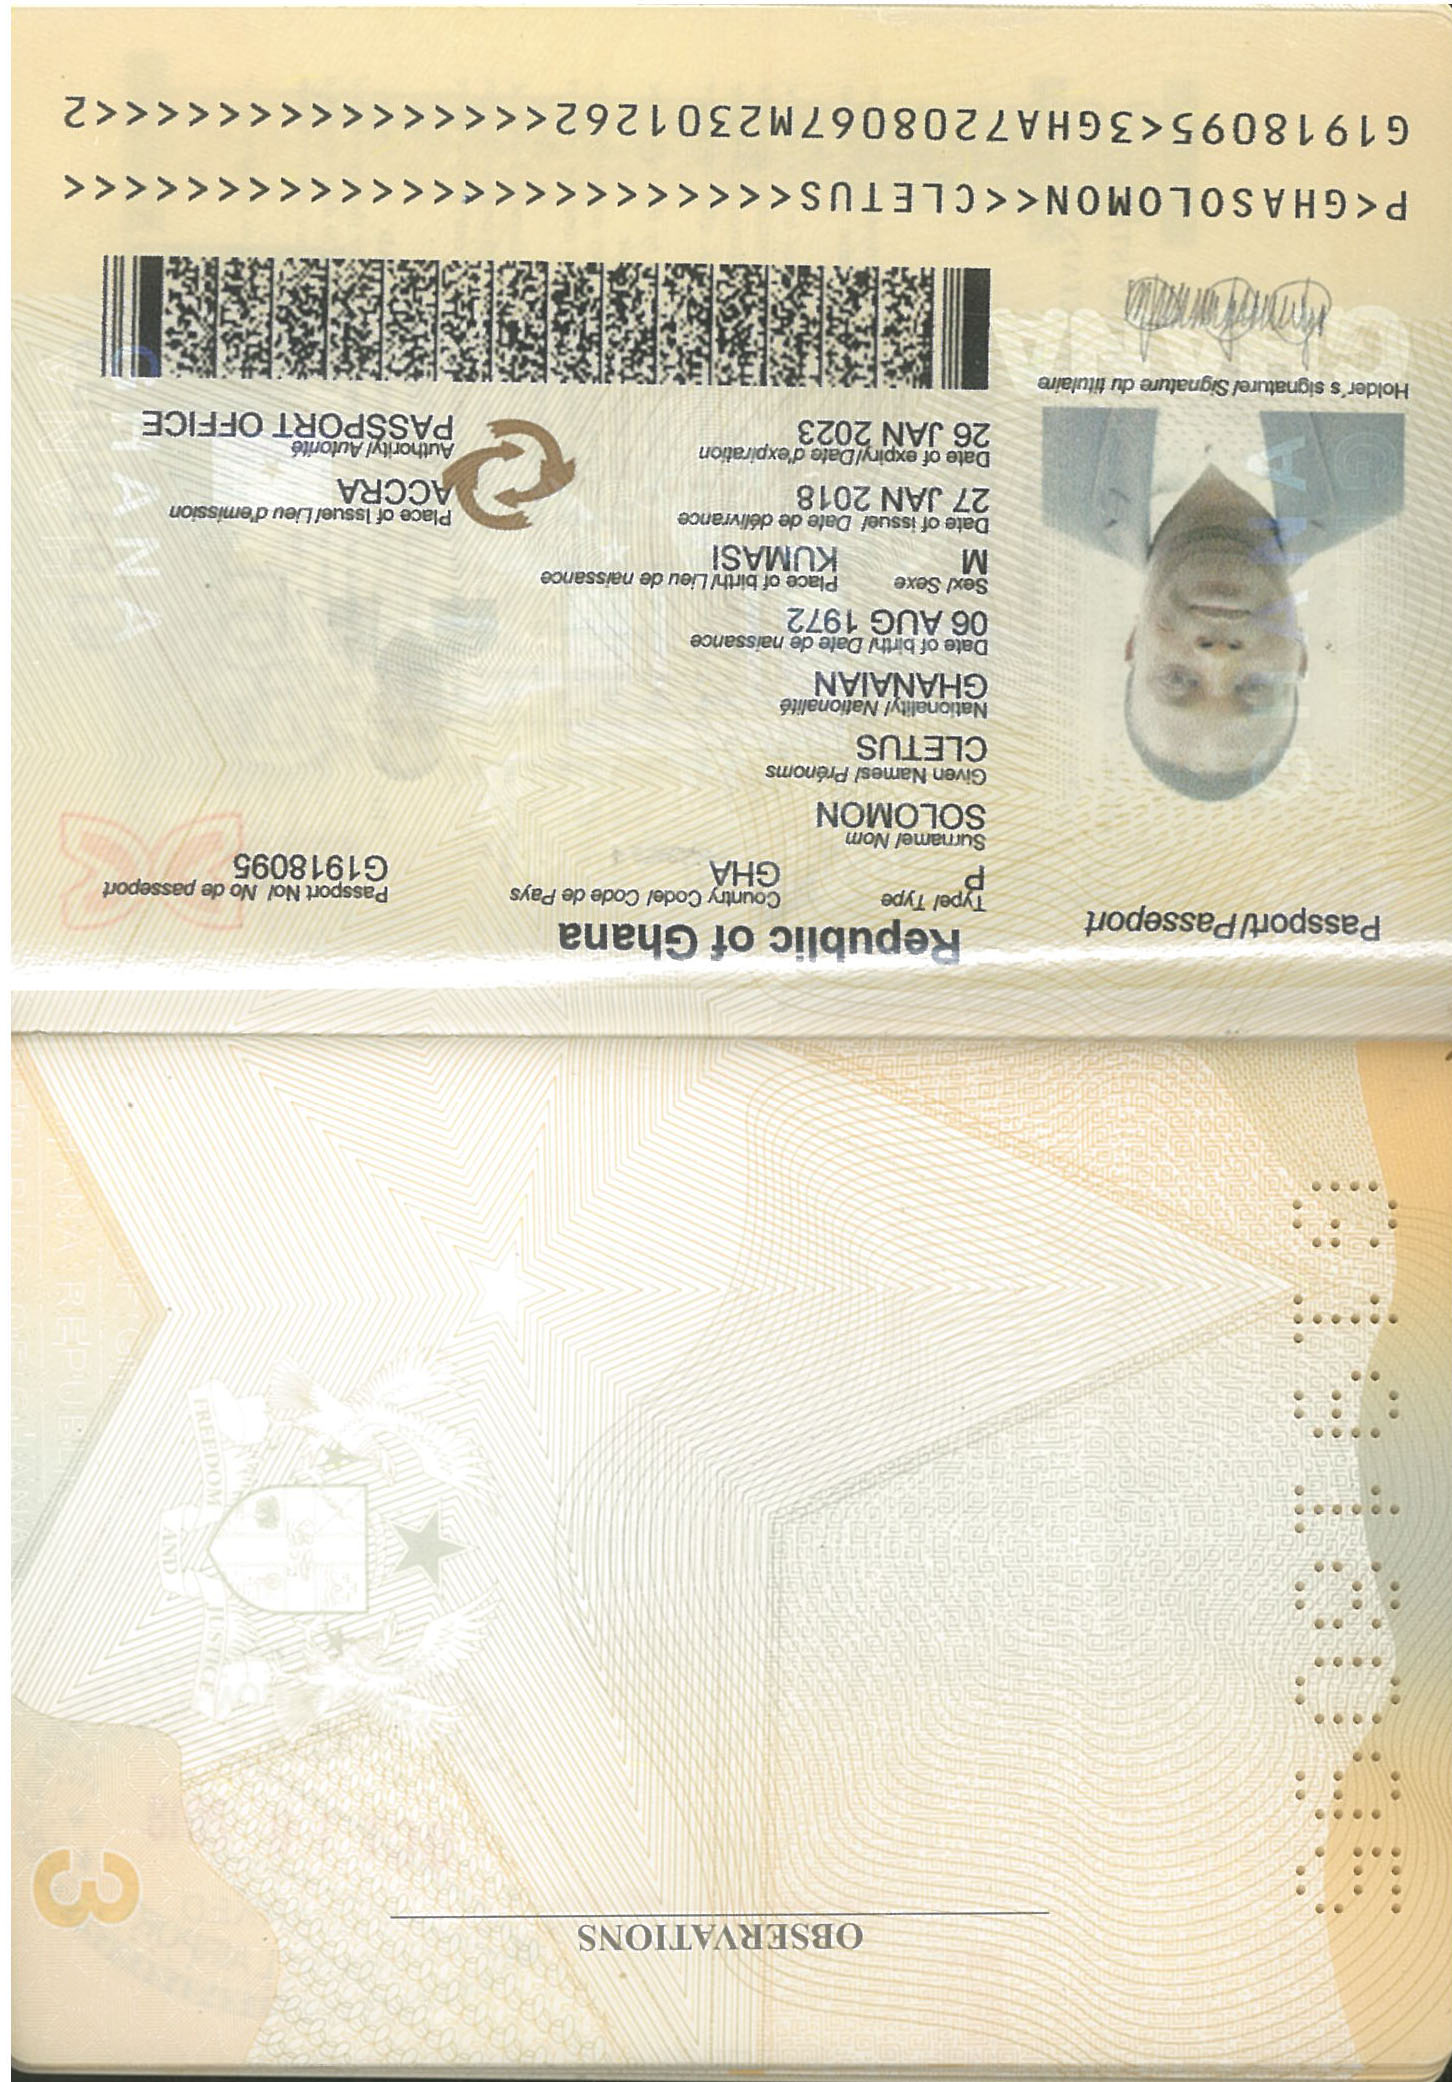 OBSERVATIONS
3
G1918095
Republic of Ghana
Passport/Passeport
Type/ Type
Country Code/ Code de Pays
Passport No/ No de passeport
P
GHA
G1918095
Surname/ Nom
SOLOMON
Given Names/ Prénoms
CLETUS
Nationality/ Nationalité
GHANAIAN
Date of birth/ Date de naissance
06 AUG 1972
Sex/ Sexe
Place of birth/ Lieu de naissance
M
KUMASI
Date of issue/ Date de délivrance
27 JAN 2018
Place of Issue/ Lieu d'emission
ACCRA
Date of expiry/Date d'expiration
26 JAN 2023
Authority/ Autorité
PASSPORT OFFICE
Holder´s signature/ Signature du titulaire
GHANA
GHANA
P<GHASOLOMON<<CLETUS<<<<<<<<<<<<<<<<<<<<<<<<
G1918095<3GHA7208067M2301262<<<<<<<<<<<<<<<2